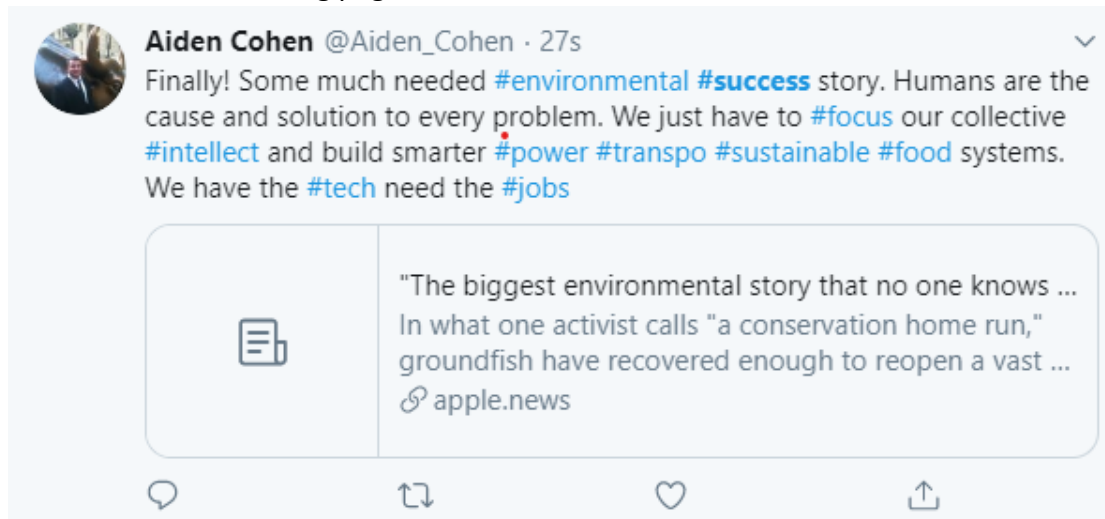 Aiden Cohen @Aiden_Cohen · 27s
Finally! Some much needed #environmental #success story. Humans are the
cause and solution to every problem. We just have to #focus our collective
#intellect and build smarter #power #transpo #sustainable #food systems.
We have the #tech need the #jobs
"The biggest environmental story that no one knows ...
In what one activist calls "a conservation home run,"
groundfish have recovered enough to reopen a vast ...
apple.news